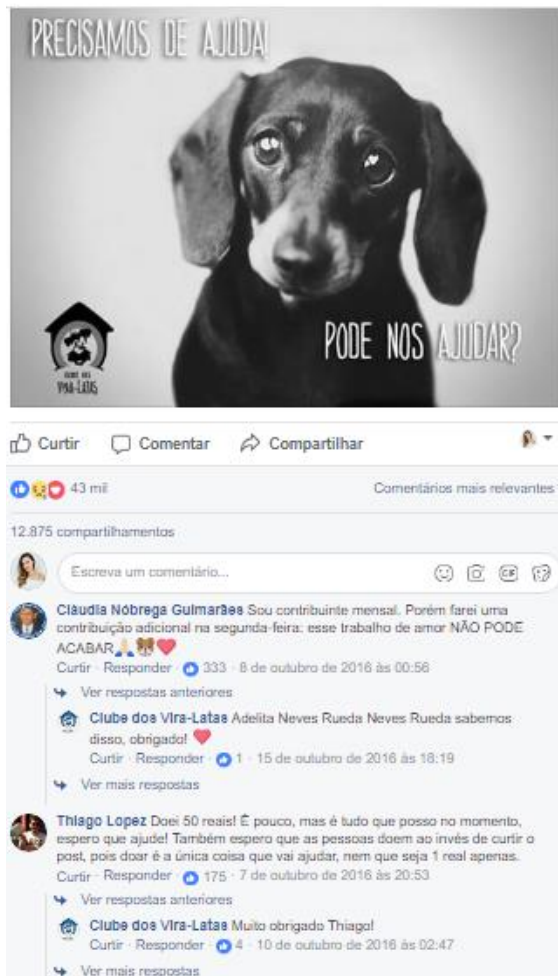 PRECISAMOS DE AJUDA!
PODE NOS AJUDAR?
CLUBE DOS
VIRA-LATAS
Curtir Comentar Compartilhar
43 mil Comentários mais relevantes
12.875 compartilhamentos
Escreva um comentário...
GIF
Cláudia Nóbrega Guimarães Sou contribuinte mensal. Porém farei uma
contribuição adicional na segunda-feira: esse trabalho de amor NÃO PODE
ACABAR🙏🐶❤️
Curtir · Responder · 333 · 8 de outubro de 2016 às 00:56
Ver respostas anteriores
Clube dos Vira-Latas Adelita Neves Rueda Neves Rueda sabemos
disso, obrigado! ❤️
Curtir · Responder · 1 · 15 de outubro de 2016 às 18:19
Ver mais respostas
Thiago Lopez Doei 50 reais! É pouco, mas é tudo que posso no momento,
espero que ajude! Também espero que as pessoas doem ao invés de curtir o
post, pois doar é a única coisa que vai ajudar, nem que seja 1 real apenas.
Curtir · Responder · 175 · 7 de outubro de 2016 às 20:53
Ver respostas anteriores
Clube dos Vira-Latas Muito obrigado Thiago!
Curtir · Responder · 4 · 10 de outubro de 2016 às 02:47
Ver mais respostas